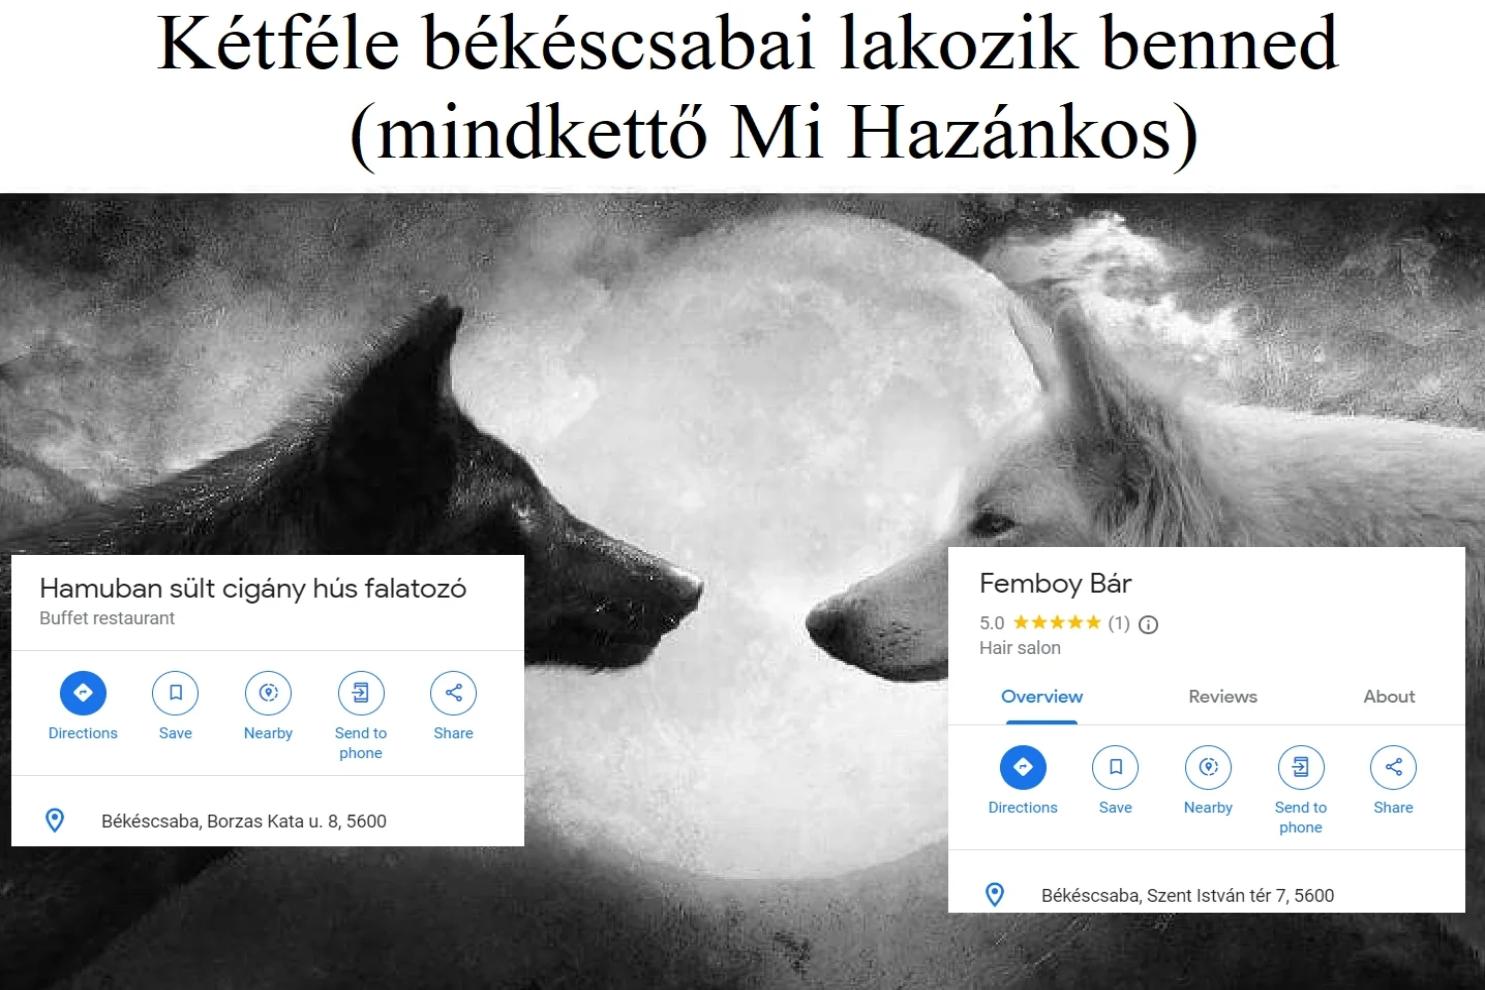 Kétféle békéscsabai lakozik benned
(mindkettő Mi Hazánkos)
Hamuban sült cigány hús falatozó
Buffet restaurant
Directions
Save
Nearby
Send to
phone
Share
Békéscsaba, Borzas Kata u. 8, 5600
Femboy Bár
5.0 ★★★★★ (1)
Hair salon
Overview
Reviews
About
Directions
Save
Nearby
Send to
phone
Share
Békéscsaba, Szent István tér 7, 5600